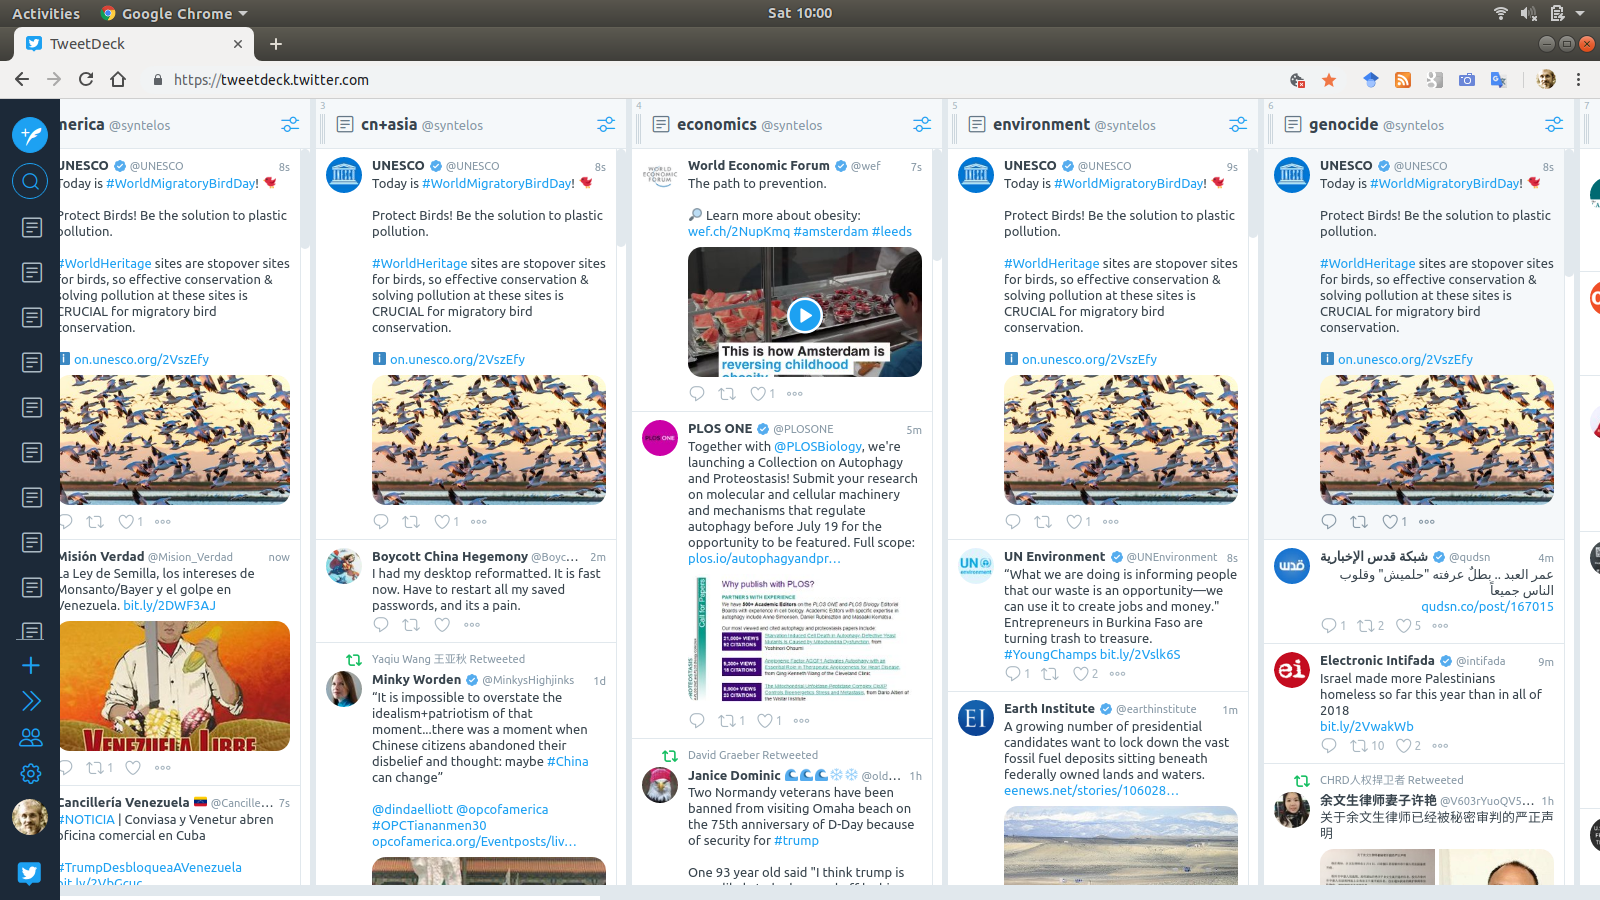 Activities
Google Chrome
Sat 10:00
TweetDeck
https://tweetdeck.twitter.com
merica @syntelos
UNESCO @UNESCO 8s
Today is #WorldMigratoryBirdDay!
Protect Birds! Be the solution to plastic
pollution.
#WorldHeritage sites are stopover sites
for birds, so effective conservation &
solving pollution at these sites is
CRUCIAL for migratory bird
conservation.
on.unesco.org/2VszEfy
1
Misión Verdad @Mision_Verdad now
La Ley de Semilla, los intereses de
Monsanto/Bayer y el golpe en
Venezuela. bit.ly/2DWF3AJ
VENEZUELA LIBRE
1
Cancillería Venezuela @Cancille... 7s
#NOTICIA | Conviasa y Venetur abren
oficina comercial en Cuba
#TrumpDesbloqueaAVenezuela
3
cn+asia @syntelos
UNESCO @UNESCO 8s
Today is #WorldMigratoryBirdDay!
Protect Birds! Be the solution to plastic
pollution.
#WorldHeritage sites are stopover sites
for birds, so effective conservation &
solving pollution at these sites is
CRUCIAL for migratory bird
conservation.
on.unesco.org/2VszEfy
1
Boycott China Hegemony @Boyc... 2m
I had my desktop reformatted. It is fast
now. Have to restart all my saved
passwords, and its a pain.
Yaqiu Wang 王亚秋 Retweeted
Minky Worden @MinkysHighjinks 1d
“It is impossible to overstate the
idealism+patriotism of that
moment...there was a moment when
Chinese citizens abandoned their
disbelief and thought: maybe #China
can change”
@dindaelliott @opcofamerica
#OPCTiananmen30
opcofamerica.org/Eventposts/liv…
4
economics @syntelos
WORLD
ECONOMIC
FORUM
World Economic Forum @wef 7s
The path to prevention.
Learn more about obesity:
wef.ch/2NupKmq #amsterdam #leeds
This is how Amsterdam is
reversing childhood
obesity
1
PLOS ONE
PLOS ONE @PLOSONE 5m
Together with @PLOSBiology, we're
launching a Collection on Autophagy
and Proteostasis! Submit your research
on molecular and cellular machinery
and mechanisms that regulate
autophagy before July 19 for the
opportunity to be featured. Full scope:
plos.io/autophagyandpr…
Call for Papers
Why publish with PLOS?
PARTNERS WITH EXPERIENCE
1 1
David Graeber Retweeted
Janice Dominic @old... 1h
Two Normandy veterans have been
banned from visiting Omaha beach on
the 75th anniversary of D-Day because
of security for #trump
One 93 year old said "I think trump is
5
environment @syntelos
UNESCO @UNESCO 9s
Today is #WorldMigratoryBirdDay!
Protect Birds! Be the solution to plastic
pollution.
#WorldHeritage sites are stopover sites
for birds, so effective conservation &
solving pollution at these sites is
CRUCIAL for migratory bird
conservation.
on.unesco.org/2VszEfy
1
UN
environment
UN Environment @UNEnvironment 8s
“What we are doing is informing people
that our waste is an opportunity—we
can use it to create jobs and money."
Entrepreneurs in Burkina Faso are
turning trash to treasure.
#YoungChamps bit.ly/2Vslk6S
1 2
EI
Earth Institute @earthinstitute 1m
A growing number of presidential
candidates want to lock down the vast
fossil fuel deposits sitting beneath
federally owned lands and waters.
eenews.net/stories/106028…
6
genocide @syntelos
UNESCO @UNESCO 8s
Today is #WorldMigratoryBirdDay!
Protect Birds! Be the solution to plastic
pollution.
#WorldHeritage sites are stopover sites
for birds, so effective conservation &
solving pollution at these sites is
CRUCIAL for migratory bird
conservation.
on.unesco.org/2VszEfy
1
شبكة قدس الإخبارية @qudsn 4m
عمر العبد .. بطلٌ عرفته "حلميش" وقلوب
الناس جميعاً
qudsn.co/post/167015
1 2 5
ei
Electronic Intifada @intifada 9m
Israel made more Palestinians
homeless so far this year than in all of
2018
bit.ly/2VwakWb
10 2
CHRD人权捍卫者 Retweeted
余文生律师妻子许艳 @V603rYuoQV5... 1h
关于余文生律师已经被秘密审判的严正声
明
7